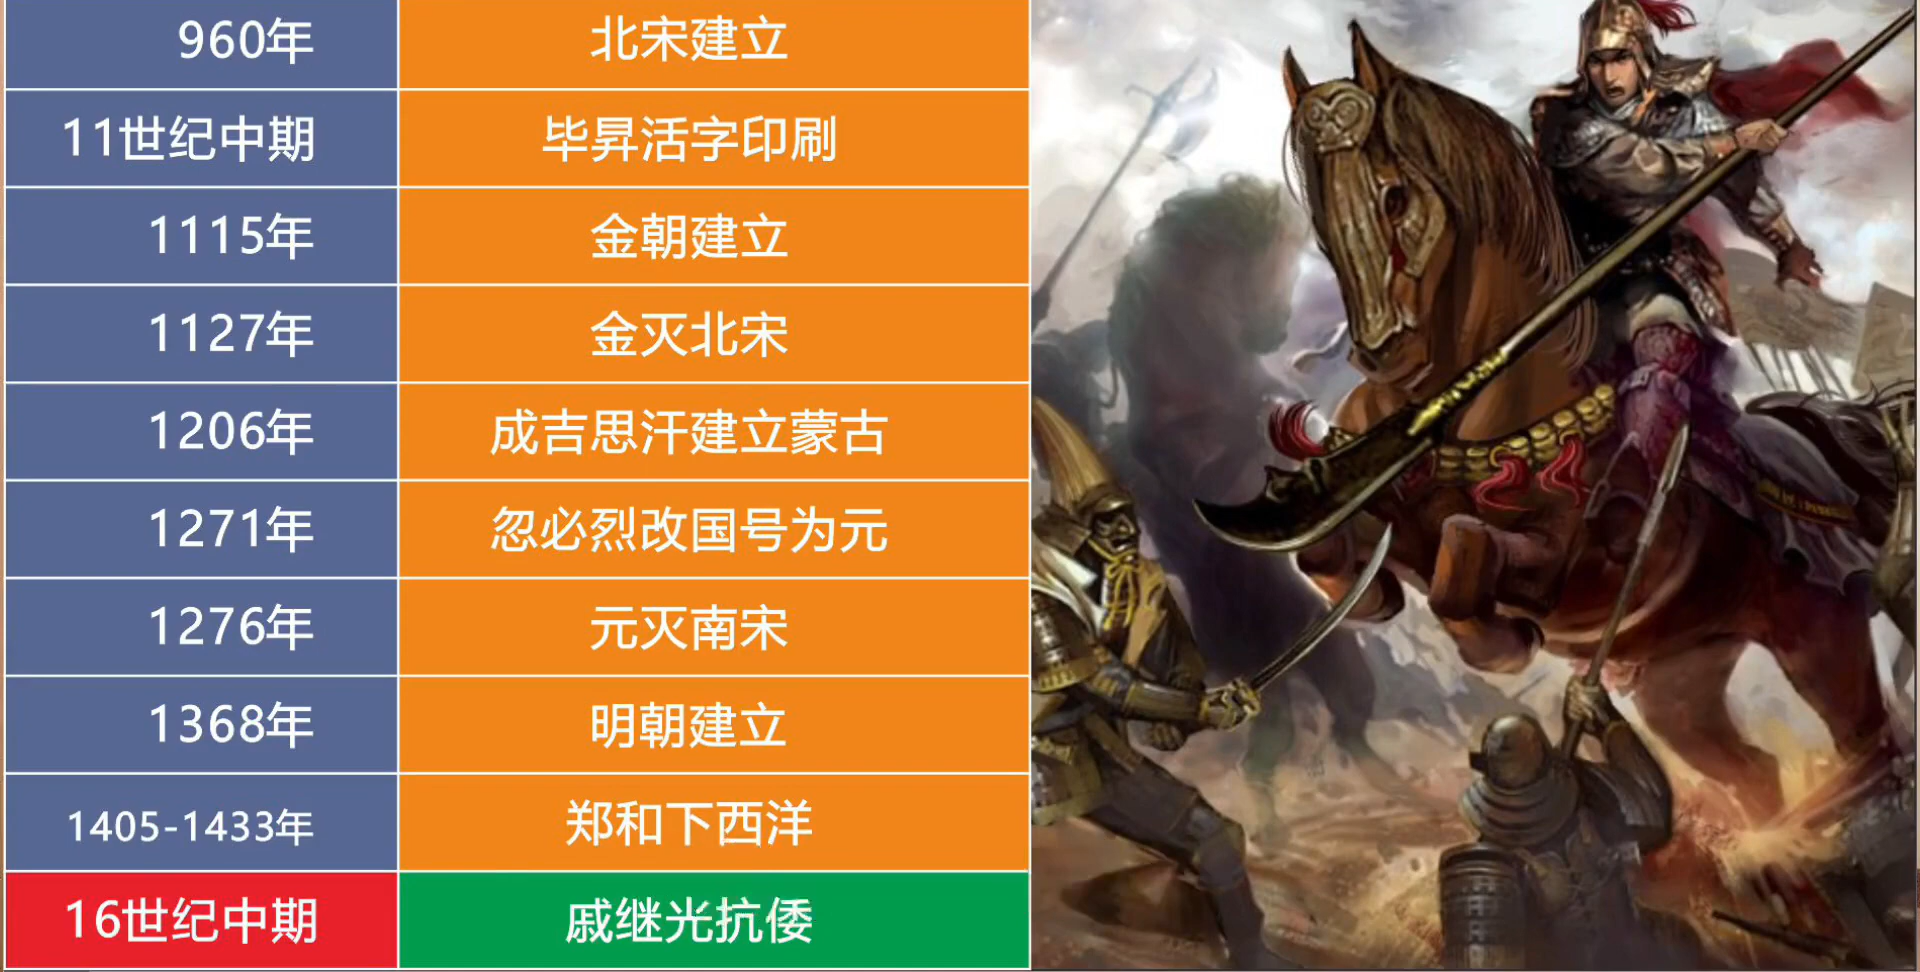 960年 北宋建立
11世纪中期 毕昇活字印刷
1115年 金朝建立
1127年 金灭北宋
1206年 成吉思汗建立蒙古
1271年 忽必烈改国号为元
1276年 元灭南宋
1368年 明朝建立
1405-1433年 郑和下西洋
16世纪中期 戚继光抗倭